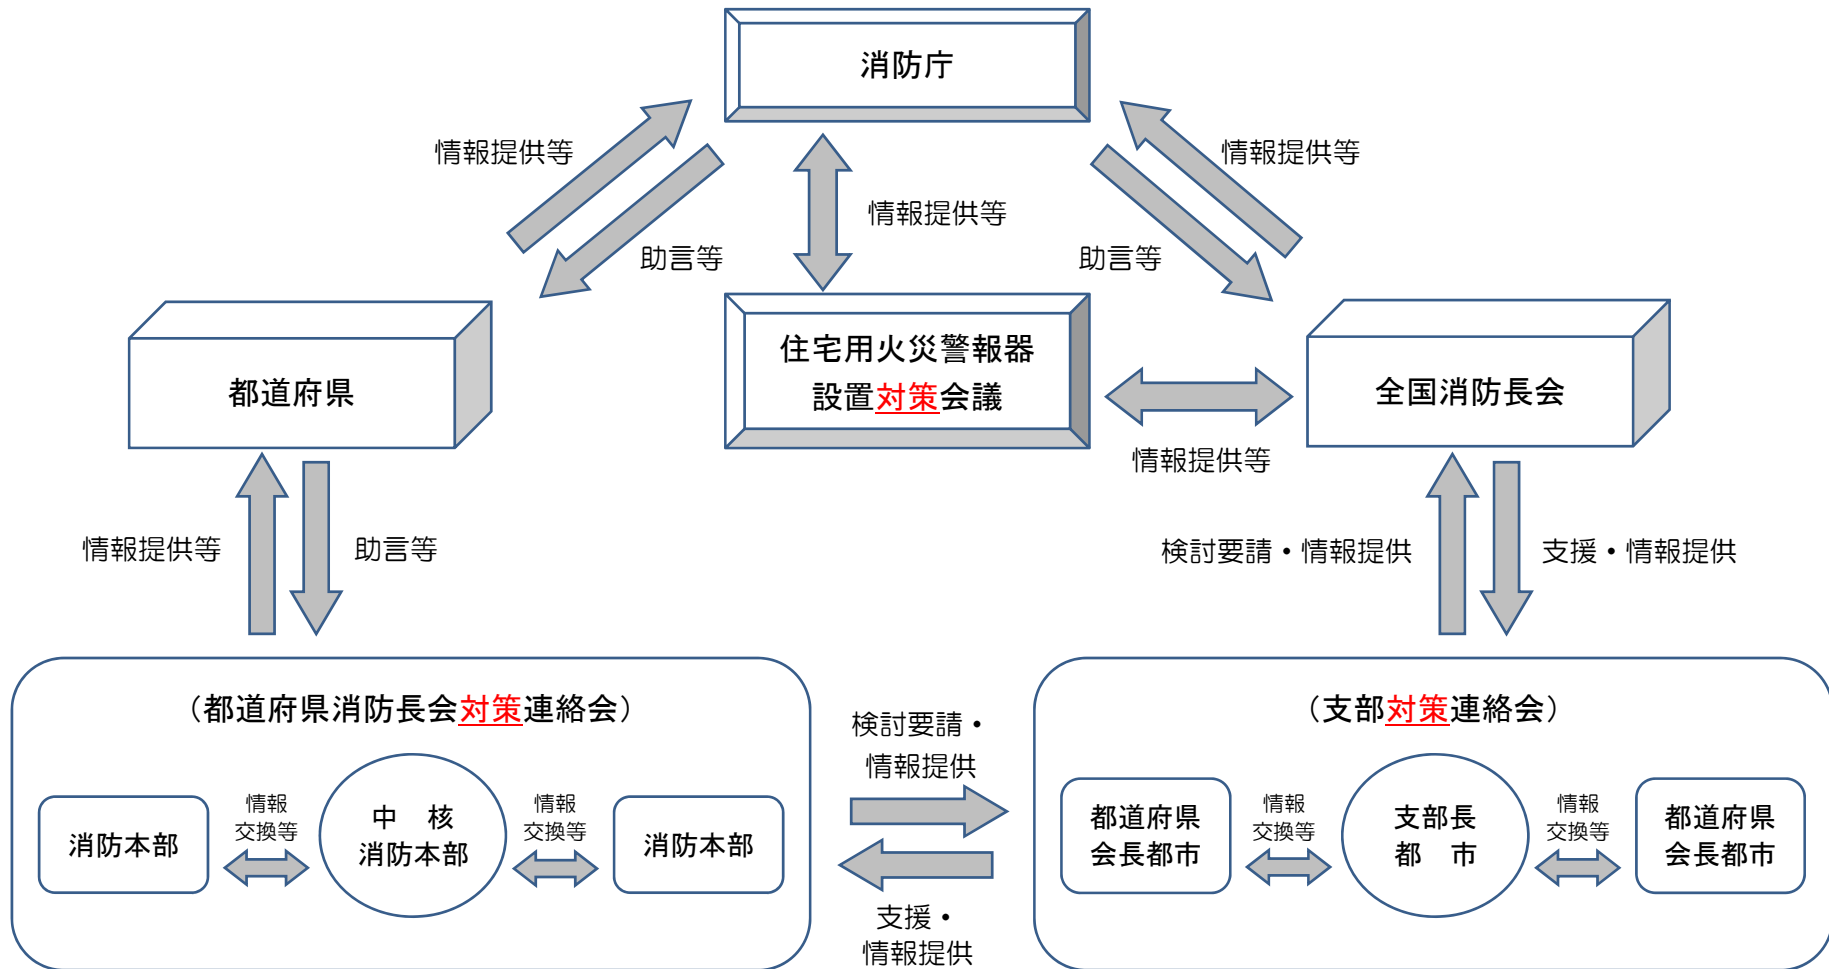 消防庁
情報提供等
情報提供等
情報提供等
助言等
助言等
住宅用火災警報器
設置対策会議
都道府県
全国消防長会
情報提供等
情報提供等
助言等
検討要請・情報提供
支援・情報提供
（都道府県消防長会対策連絡会）
検討要請・
情報提供
（支部対策連絡会）
消防本部
情報
交換等
中　核
消防本部
情報
交換等
消防本部
都道府県
会長都市
情報
交換等
支部長
都　市
情報
交換等
都道府県
会長都市
支援・
情報提供